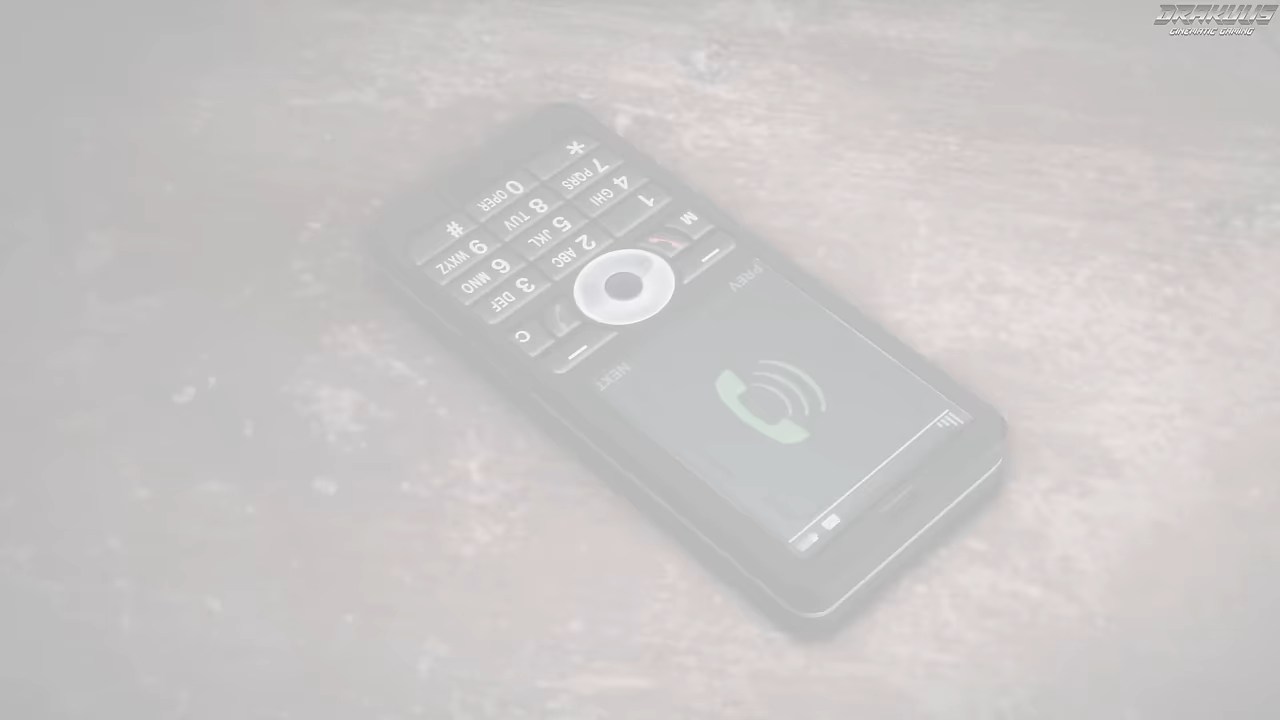 DRAKULIS
CINEMATIC GAMING
*
7 PQRS
4 GHI
1
M
0 OPER
8 TUV
5 JKL
2 ABC
#
9 WXYZ
6 MNO
3 DEF
C
PREV
NEXT